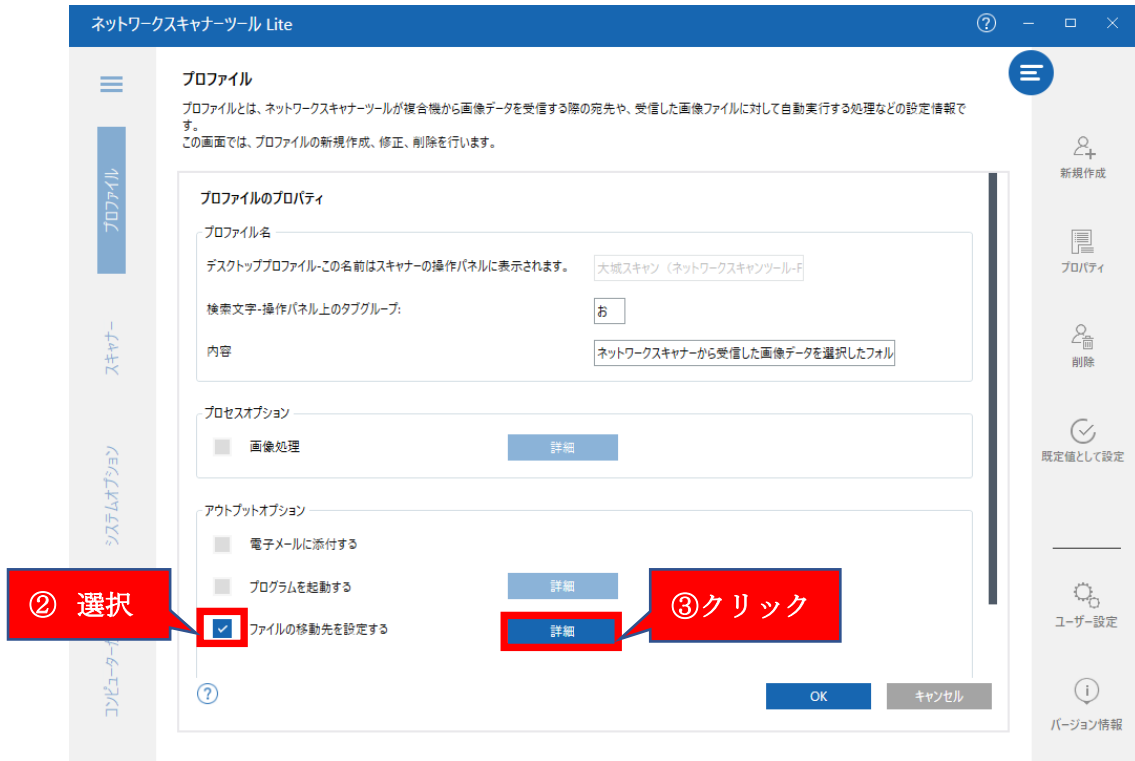 ネットワークスキャナーツール Lite
プロファイル
プロファイルとは、ネットワークスキャナーツールが複合機から画像データを受信する際の宛先や、受信した画像ファイルに対して自動実行する処理などの設定情報で
す。
この画面では、プロファイルの新規作成、修正、削除を行います。
プロファイル
スキャナー
システムオプション
コンピューター
プロファイルのプロパティ
プロファイル名
デスクトッププロファイル-この名前はスキャナーの操作パネルに表示されます。
大城スキャン（ネットワークスキャンツール-F
検索文字-操作パネル上のタブグループ:
お
内容
ネットワークスキャナーから受信した画像データを選択したフォル
プロセスオプション
画像処理
詳細
アウトプットオプション
電子メールに添付する
プログラムを起動する
詳細
② 選択
③クリック
ファイルの移動先を設定する
詳細
OK
キャンセル
新規作成
プロパティ
削除
既定値として設定
ユーザー設定
バージョン情報